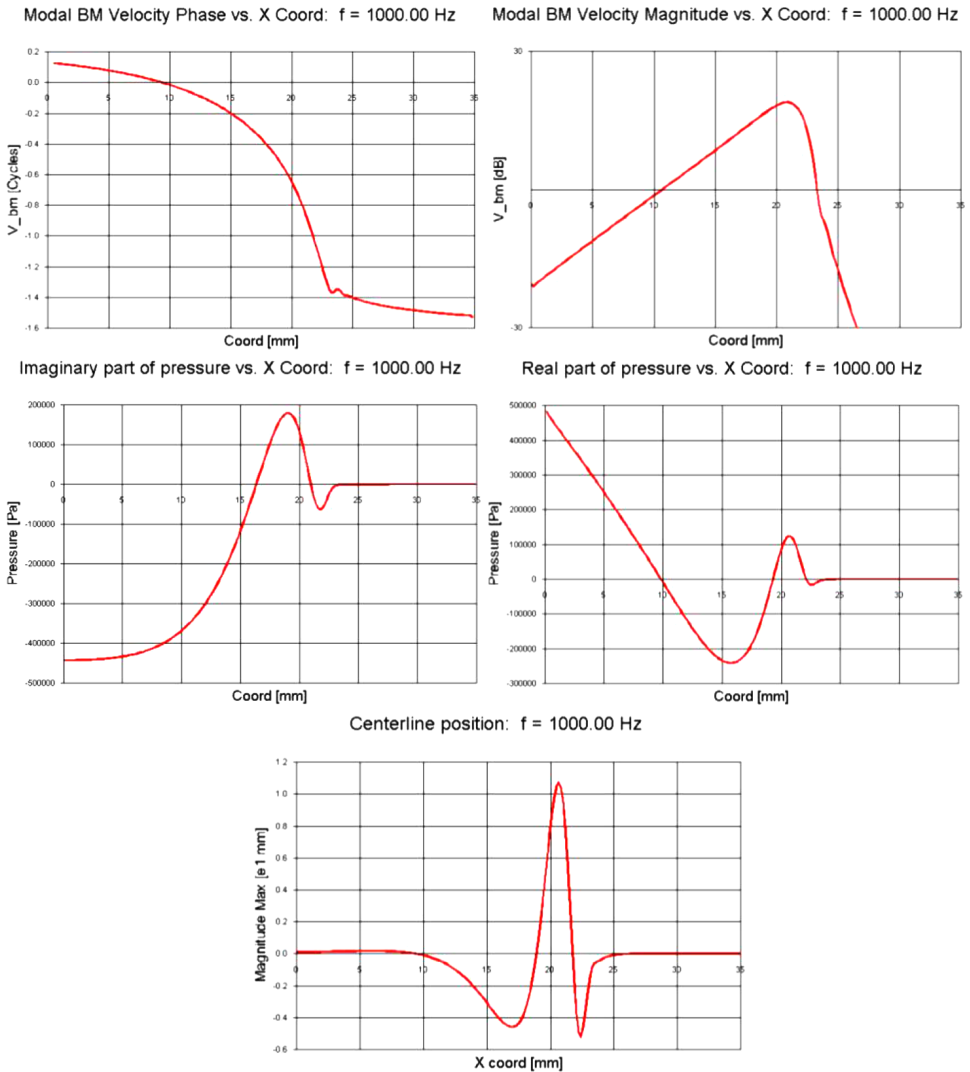 Modal BM Velocity Phase vs. X Coord: f = 1000.00 Hz
0.2
0.0
-0.2
-0.4
-0.6
-0.8
-1.0
-1.2
-1.4
-1.6
0 5 10 15 20 25 30 35
V_bm [Cycles]
Coord [mm]
Modal BM Velocity Magnitude vs. X Coord: f = 1000.00 Hz
30
-30
0 5 10 15 20 25 30 35
V_bm [dB]
Coord [mm]
Imaginary part of pressure vs. X Coord: f = 1000.00 Hz
200000
100000
0
-100000
-200000
-300000
-400000
-500000
0 5 10 15 20 25 30 35
Pressure [Pa]
Coord [mm]
Real part of pressure vs. X Coord: f = 1000.00 Hz
500000
400000
300000
200000
100000
0
-100000
-200000
-300000
0 5 10 15 20 25 30 35
Pressure [Pa]
Coord [mm]
Centerline position: f = 1000.00 Hz
1.2
1.0
0.8
0.6
0.4
0.2
0.0
-0.2
-0.4
-0.6
0 5 10 15 20 25 30 35
Magnitude Max [e1 mm]
X coord [mm]